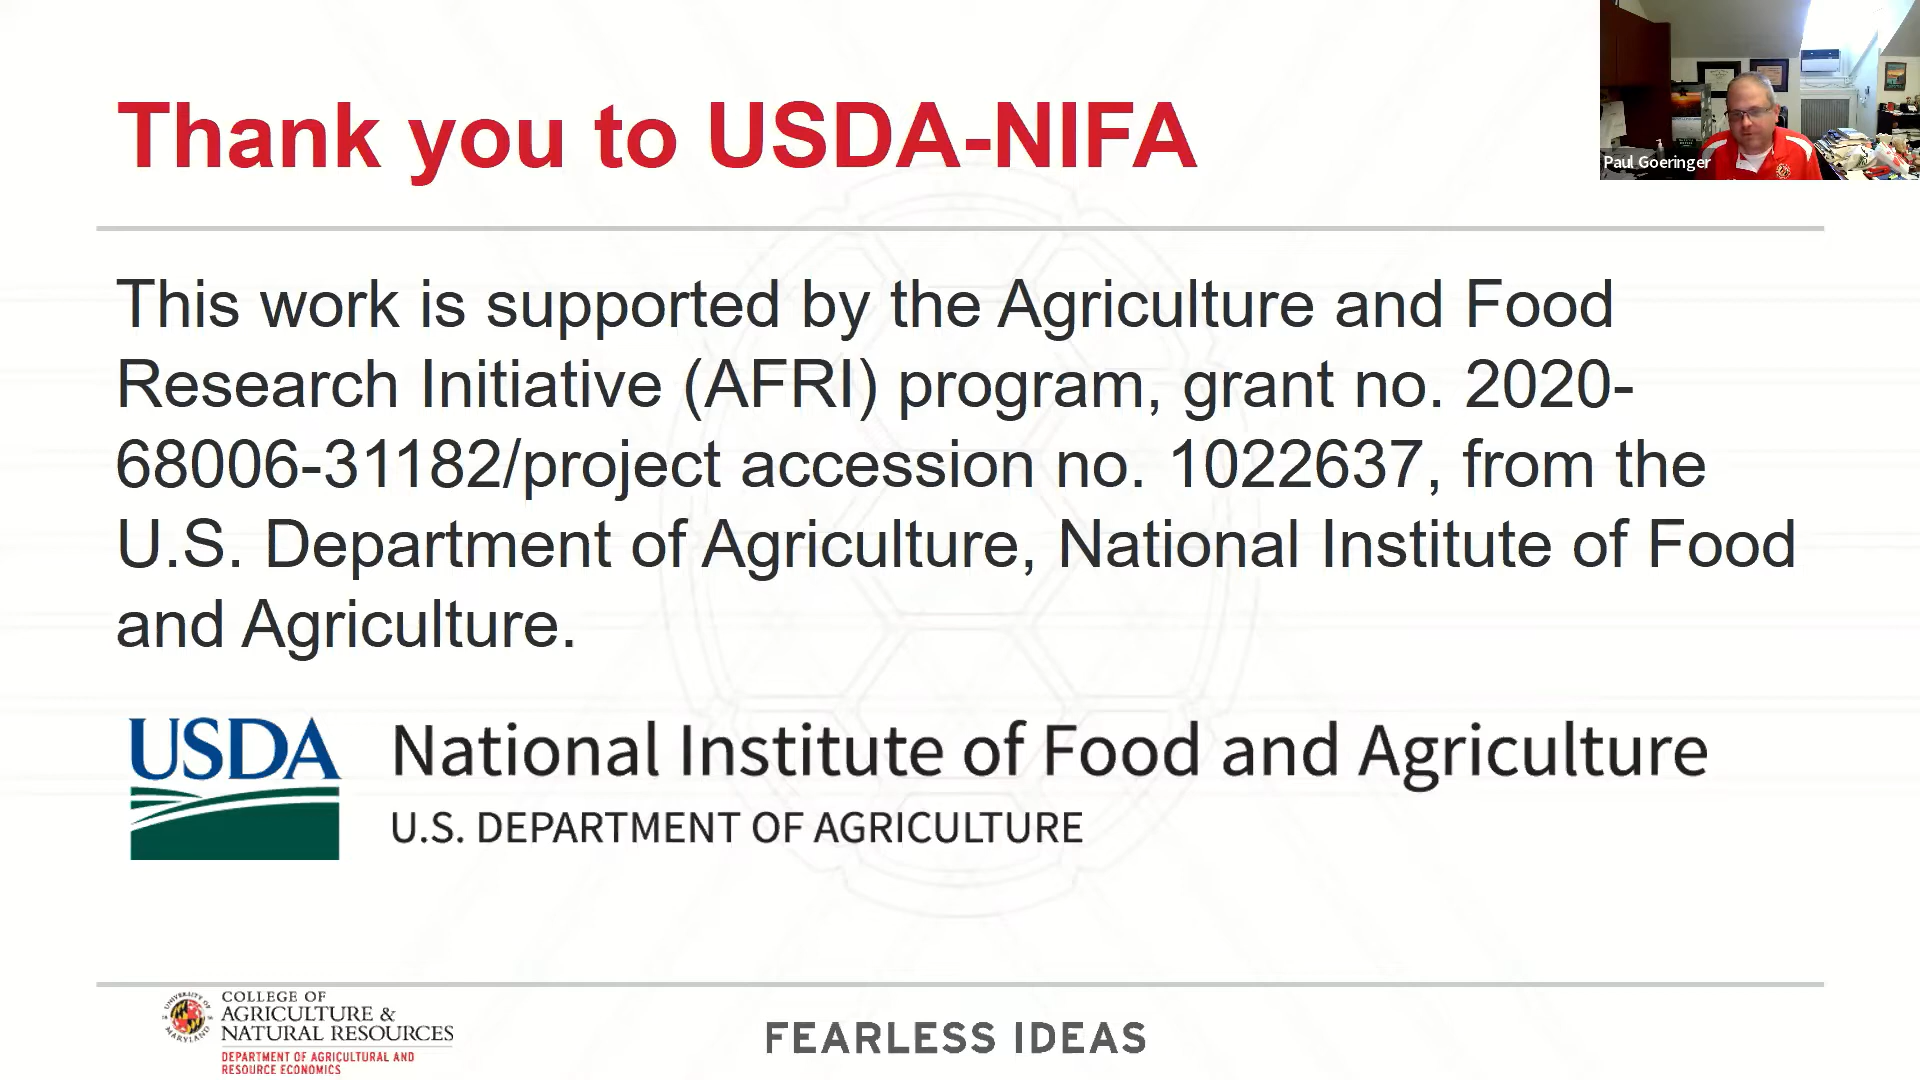 Thank you to USDA-NIFA
Paul Goeringer
This work is supported by the Agriculture and Food
Research Initiative (AFRI) program, grant no. 2020-
68006-31182/project accession no. 1022637, from the
U.S. Department of Agriculture, National Institute of Food
and Agriculture.
USDA
National Institute of Food and Agriculture
U.S. DEPARTMENT OF AGRICULTURE
UNIVERSITY OF
MARYLAND
COLLEGE OF
AGRICULTURE &
NATURAL RESOURCES
DEPARTMENT OF AGRICULTURAL AND
RESOURCE ECONOMICS
FEARLESS IDEAS